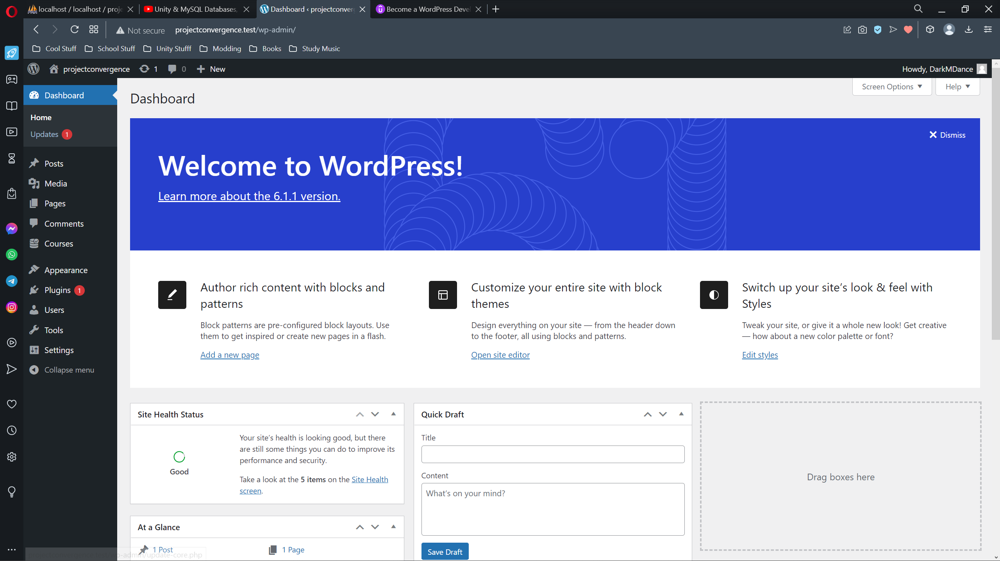 localhost / localhost / proje
Unity & MySQL Databases,
Dashboard ‹ projectconverg
Become a WordPress Devel
Not secure
projectconvergence.test/wp-admin/
Cool Stuff
School Stuff
Unity Stufff
Modding
Books
Study Music
projectconvergence
1
0
New
Howdy, DarkMDance
Dashboard
Home
Updates 1
Posts
Media
Pages
Comments
Courses
Appearance
Plugins 1
Users
Tools
Settings
Collapse menu
Screen Options
Help
Dashboard
Dismiss
Welcome to WordPress!
Learn more about the 6.1.1 version.
Author rich content with blocks and
patterns
Block patterns are pre-configured block layouts. Use
them to get inspired or create new pages in a flash.
Add a new page
Customize your entire site with block
themes
Design everything on your site — from the header down
to the footer, all using blocks and patterns.
Open site editor
Switch up your site’s look & feel with
Styles
Tweak your site, or give it a whole new look! Get creative
— how about a new color palette or font?
Edit styles
Site Health Status
Good
Your site’s health is looking good, but there
are still some things you can do to improve its
performance and security.
Take a look at the 5 items on the Site Health
screen.
At a Glance
1 Post
1 Page
Quick Draft
Title
Content
What’s on your mind?
Save Draft
Drag boxes here
projectconvergence.test/wp-admin/update-core.php